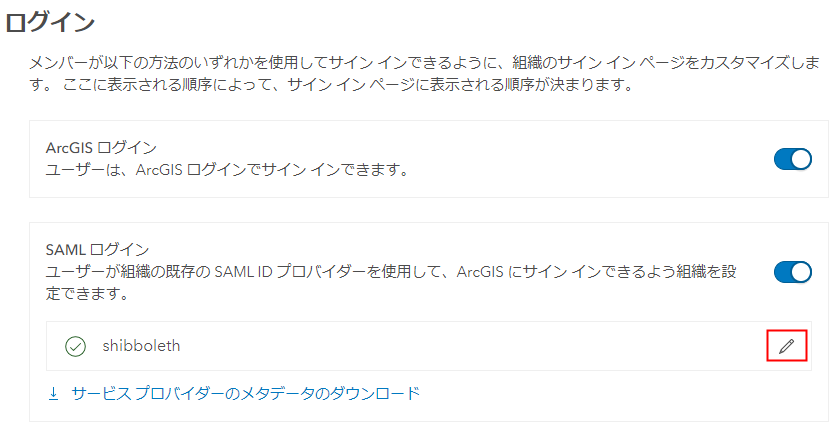 ログイン
メンバーが以下の方法のいずれかを使用してサイン インできるように、組織のサイン イン ページをカスタマイズしま
す。 ここに表示される順序によって、サイン イン ページに表示される順序が決まります。
ArcGIS ログイン
ユーザーは、ArcGIS ログインでサイン インできます。
SAML ログイン
ユーザーが組織の既存の SAML ID プロバイダーを使用して、ArcGIS にサイン インできるよう組織を設
定できます。
shibboleth
サービス プロバイダーのメタデータのダウンロード